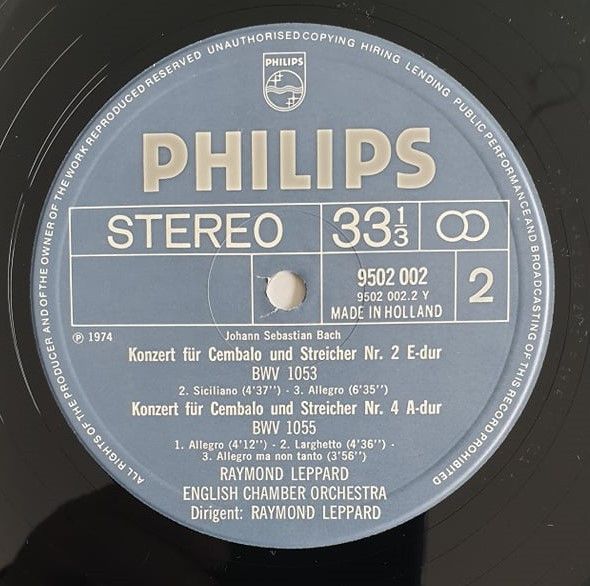 ALL RIGHTS OF THE PRODUCER AND OF THE OWNER OF THE WORK REPRODUCED RESERVED UNAUTHORISED COPYING HIRING LENDING PUBLIC PERFORMANCE AND BROADCASTING OF THIS RECORD PROHIBITED
PHILIPS
PHILIPS
STEREO 33 1/3
9502 002
9502 002.2 Y
MADE IN HOLLAND
2
Ⓟ 1974
Johann Sebastian Bach
Konzert für Cembalo und Streicher Nr. 2 E-dur
BWV 1053
2. Siciliano (4'37'') - 3. Allegro (6'35'')
Konzert für Cembalo und Streicher Nr. 4 A-dur
BWV 1055
1. Allegro (4'12'') - 2. Larghetto (4'36'') -
3. Allegro ma non tanto (3'56'')
RAYMOND LEPPARD
ENGLISH CHAMBER ORCHESTRA
Dirigent: RAYMOND LEPPARD